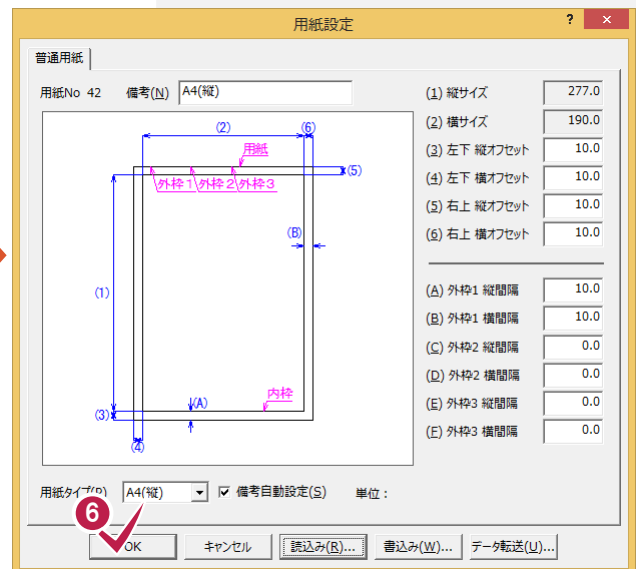 用紙設定
? ×
普通用紙
用紙No 42 備考(N) A4(縦)
(1) 縦サイズ 277.0
(2) 横サイズ 190.0
(3) 左下 縦オフセット 10.0
(4) 左下 横オフセット 10.0
(5) 右上 縦オフセット 10.0
(6) 右上 横オフセット 10.0
(A) 外枠1 縦間隔 10.0
(B) 外枠1 横間隔 10.0
(C) 外枠2 縦間隔 0.0
(D) 外枠2 横間隔 0.0
(E) 外枠3 縦間隔 0.0
(F) 外枠3 横間隔 0.0
(2) (6)
用紙
(5)
外枠1 外枠2 外枠3
(B)
(1)
内枠
(A)
(3)
(4)
用紙タイプ(P) A4(縦) 備考自動設定(S) 単位 :
6
OK キャンセル 読込み(R)... 書込み(W)... データ転送(U)...